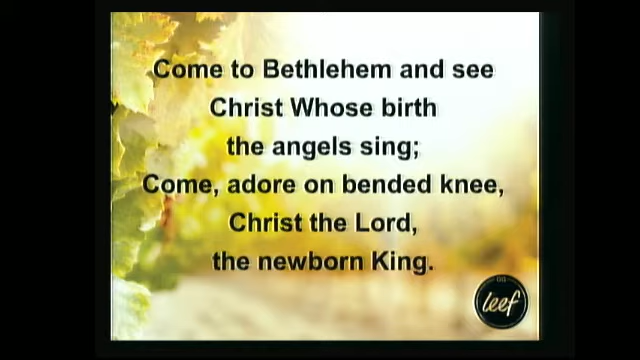 Come to Bethlehem and see
Christ Whose birth
the angels sing;
Come, adore on bended knee,
Christ the Lord,
the newborn King.
leef